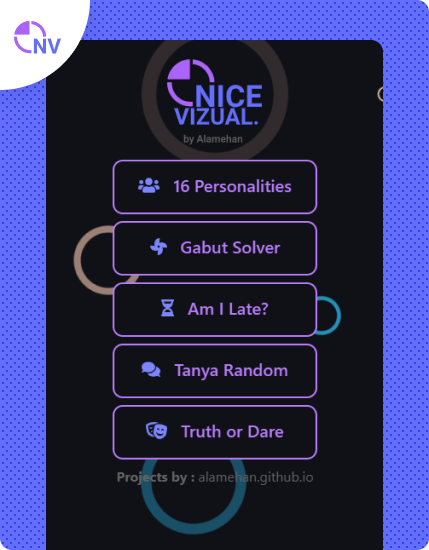 NV
NICE
VIZUAL.
by Alamehan
16 Personalities
Gabut Solver
Am I Late?
Tanya Random
Truth or Dare
Projects by : alamehan.github.io